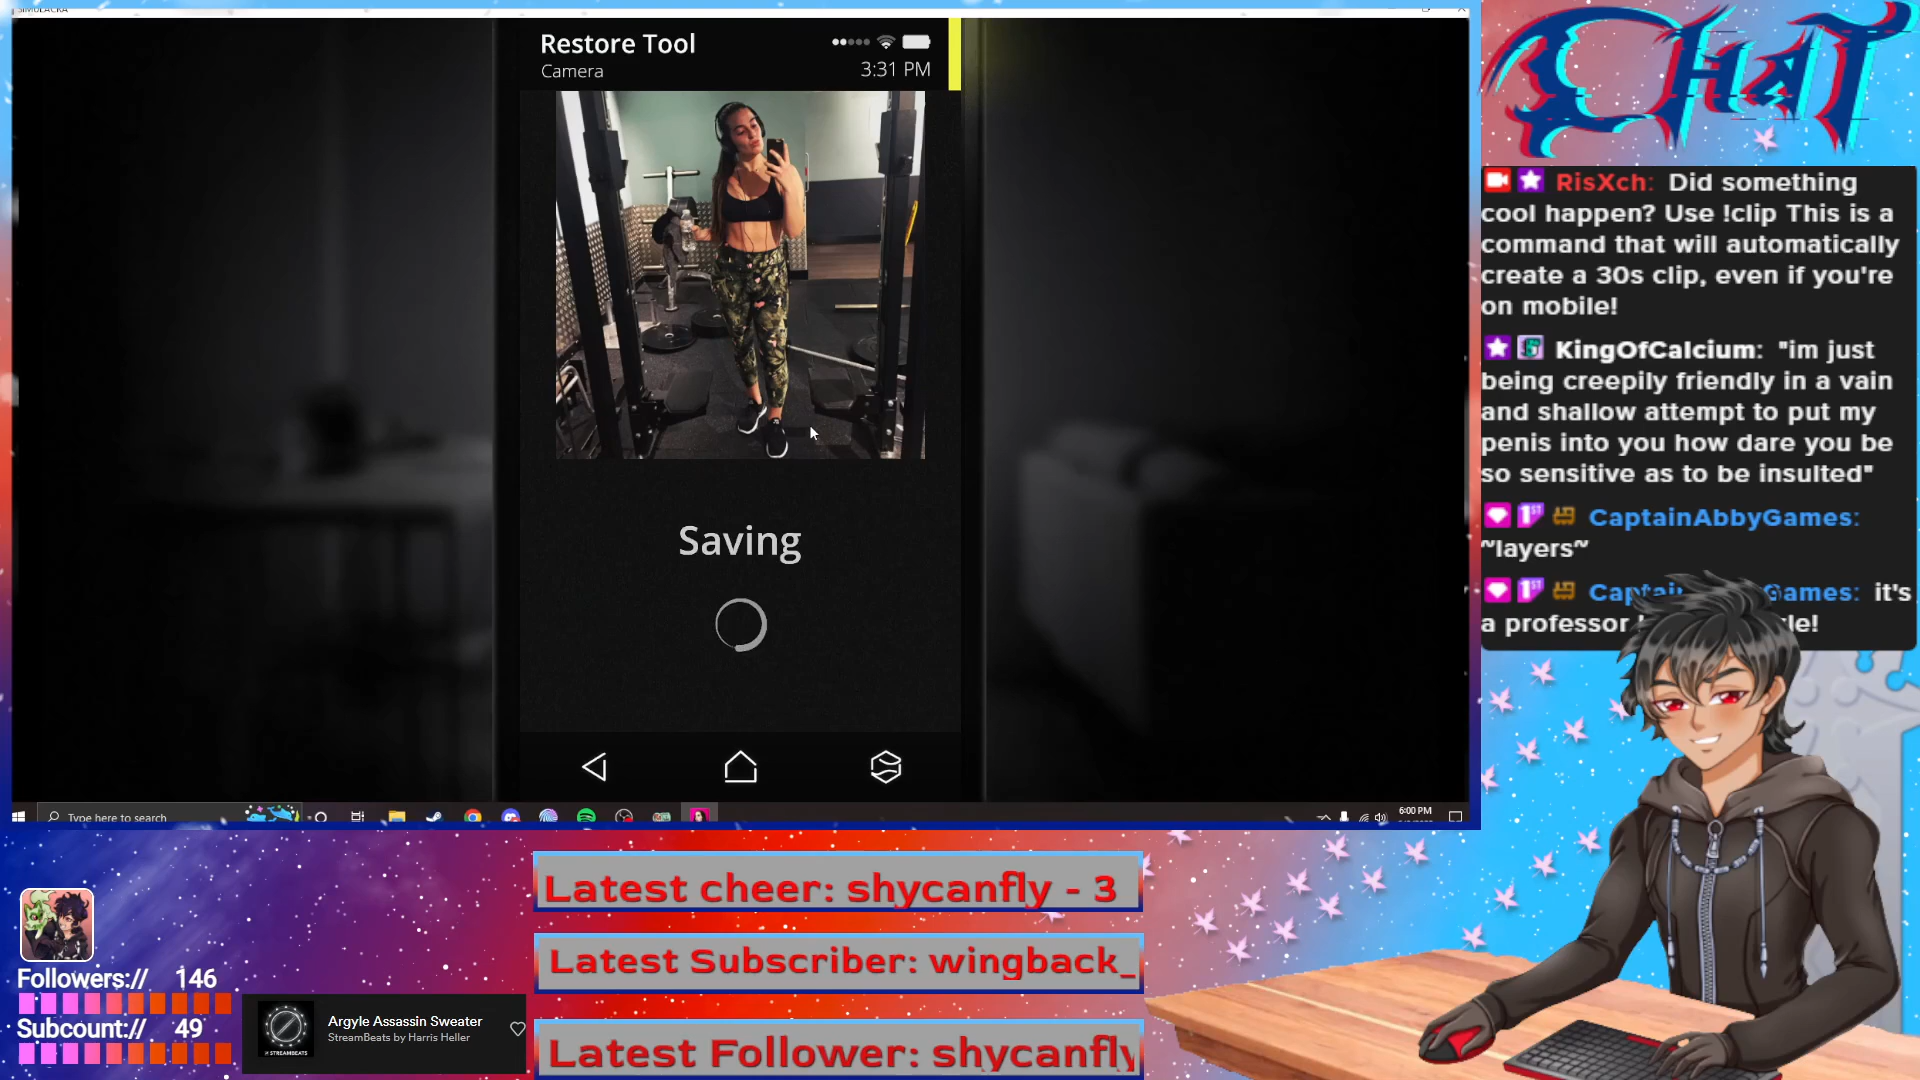 SIMULACRA
Restore Tool
Camera
3:31 PM
Saving
Type here to search
6:00 PM
CHAT
RisXch: Did something
cool happen? Use !clip This is a
command that will automatically
create a 30s clip, even if you're
on mobile!
KingOfCalcium: "im just
being creepily friendly in a vain
and shallow attempt to put my
penis into you how dare you be
so sensitive as to be insulted"
CaptainAbbyGames:
~layers~
Games: it's
a professor
Followers:// 146
Subcount:// 49
STREAMBEATS
Argyle Assassin Sweater
StreamBeats by Harris Heller
Latest cheer: shycanfly - 3
Latest Subscriber: wingback_
Latest Follower: shycanfly